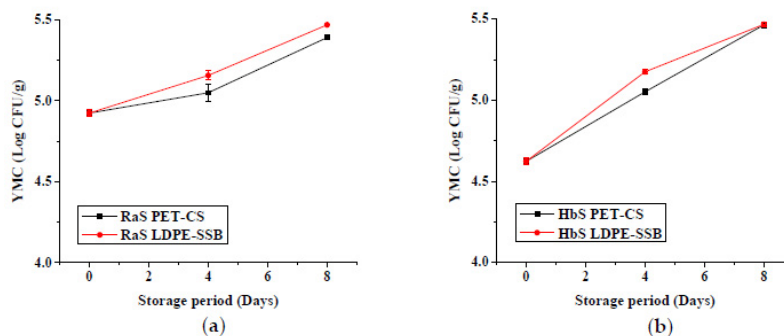 5.5
5.0
4.5
4.0
YMC (Log CFU/g)
RaS PET-CS
RaS LDPE-SSB
0 2 4 6 8
Storage period (Days)
(a)
5.5
5.0
4.5
4.0
YMC (Log CFU/g)
HbS PET-CS
HbS LDPE-SSB
0 2 4 6 8
Storage period (Days)
(b)